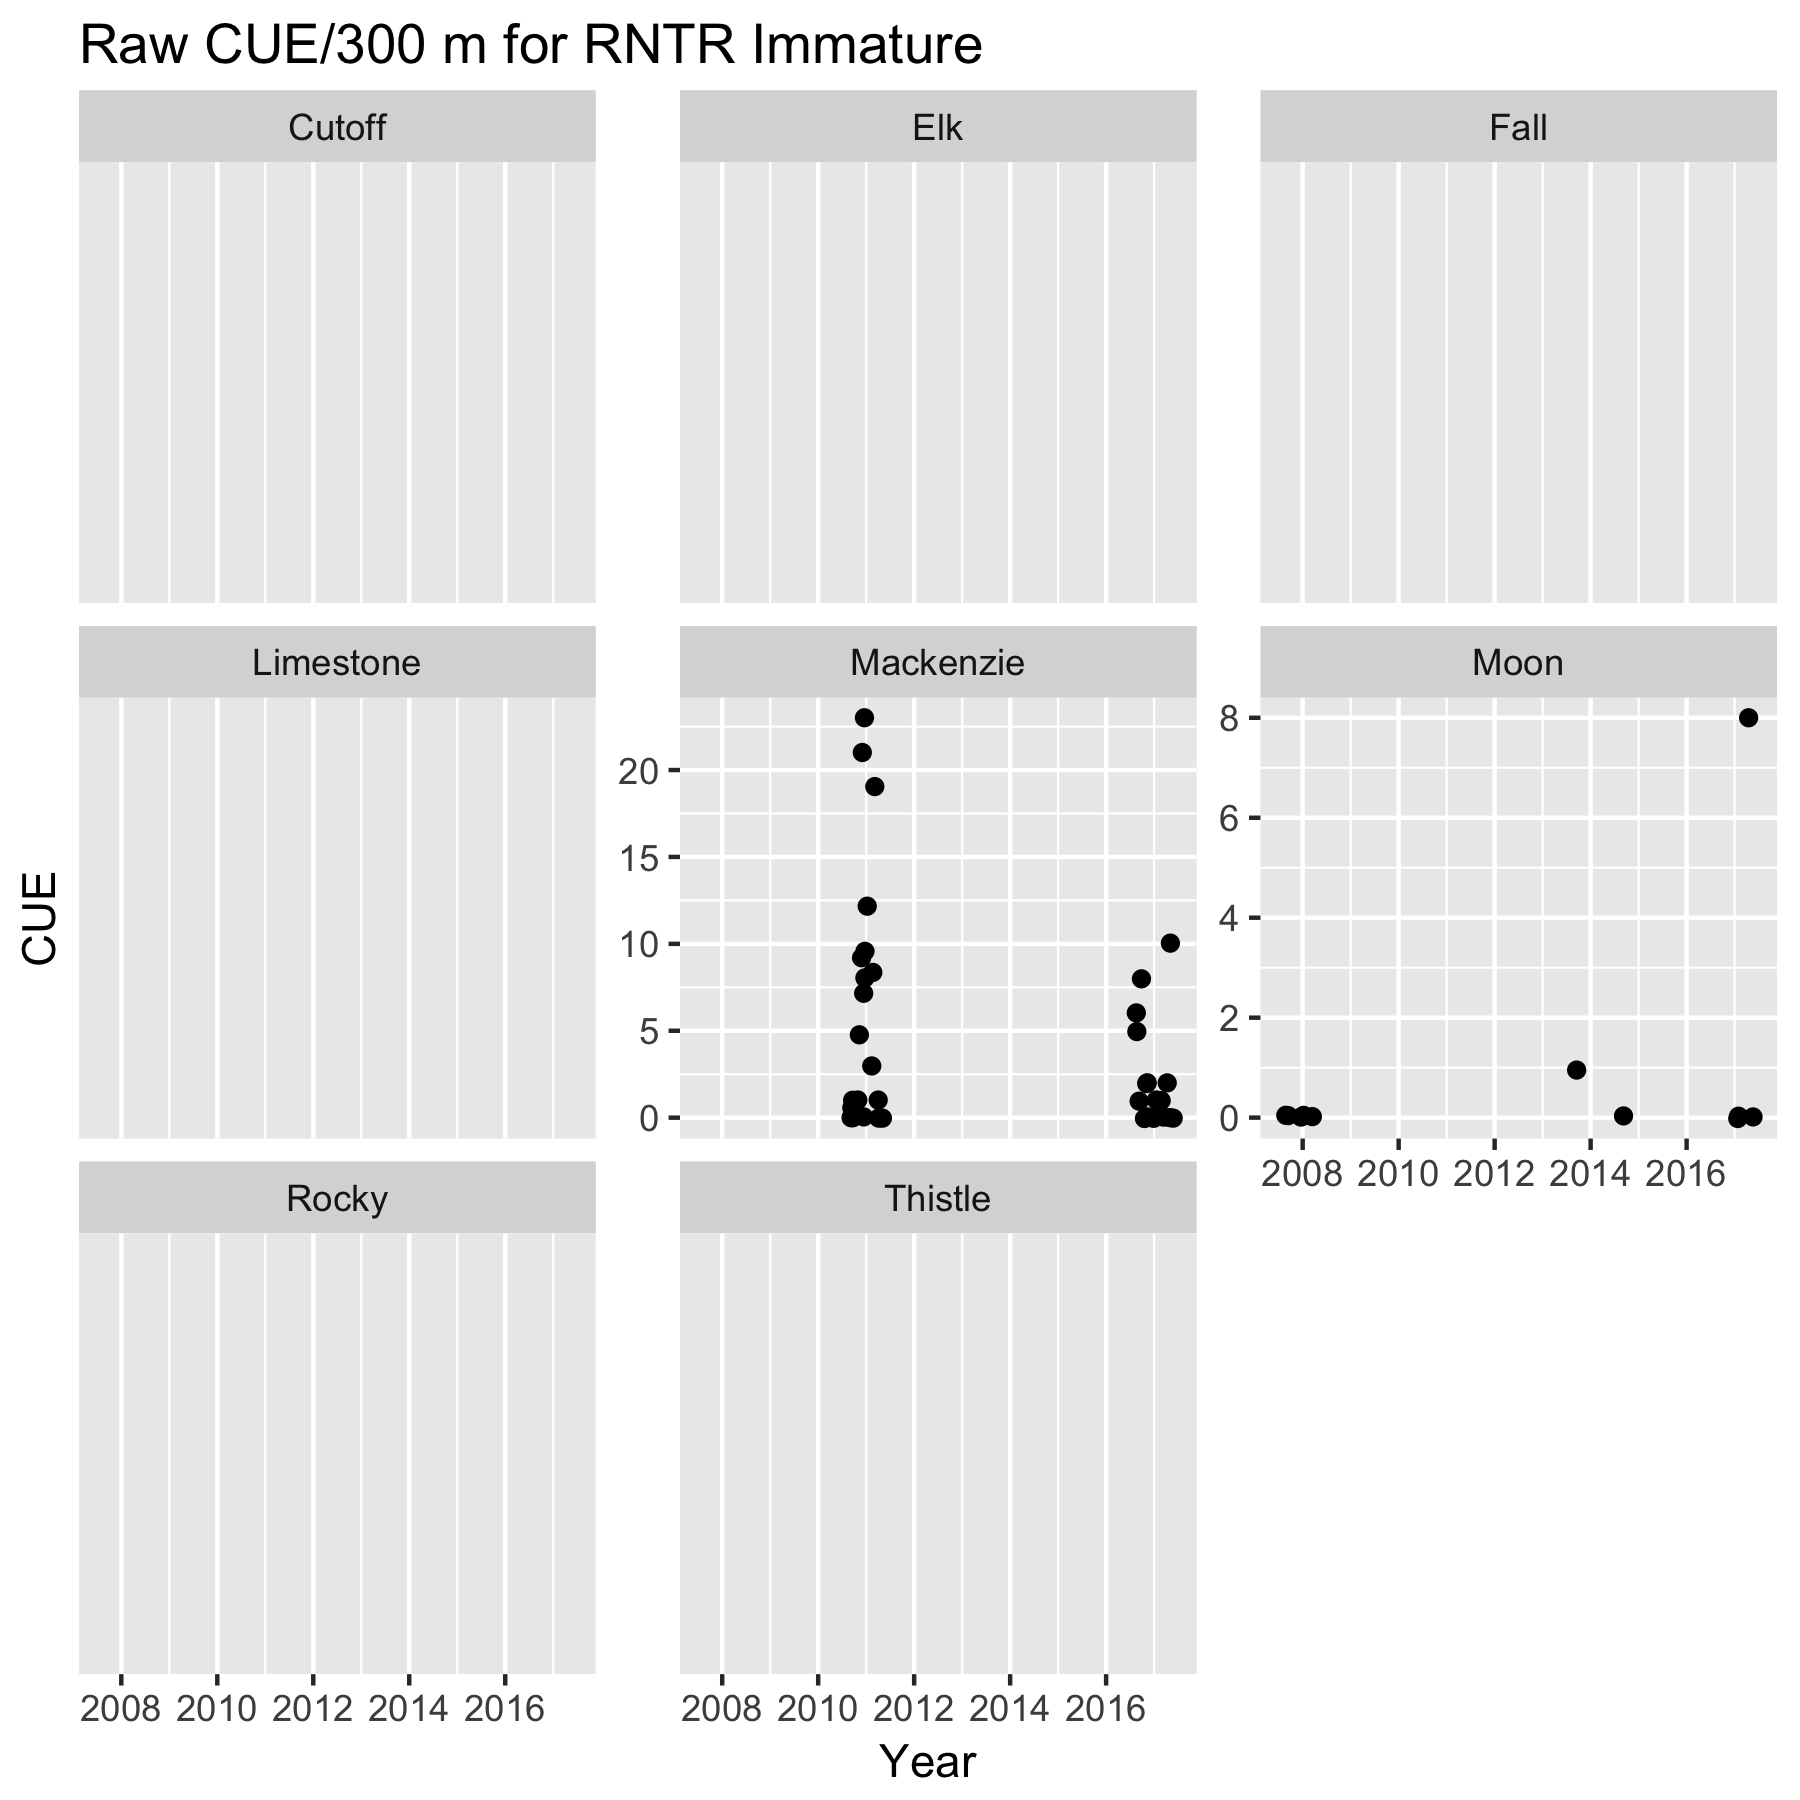 Raw CUE/300 m for RNTR Immature
Cutoff
Elk
Fall
Limestone
Mackenzie
Moon
20
15
10
5
0
8
6
4
2
0
2008 2010 2012 2014 2016
CUE
Rocky
Thistle
2008 2010 2012 2014 2016
2008 2010 2012 2014 2016
Year